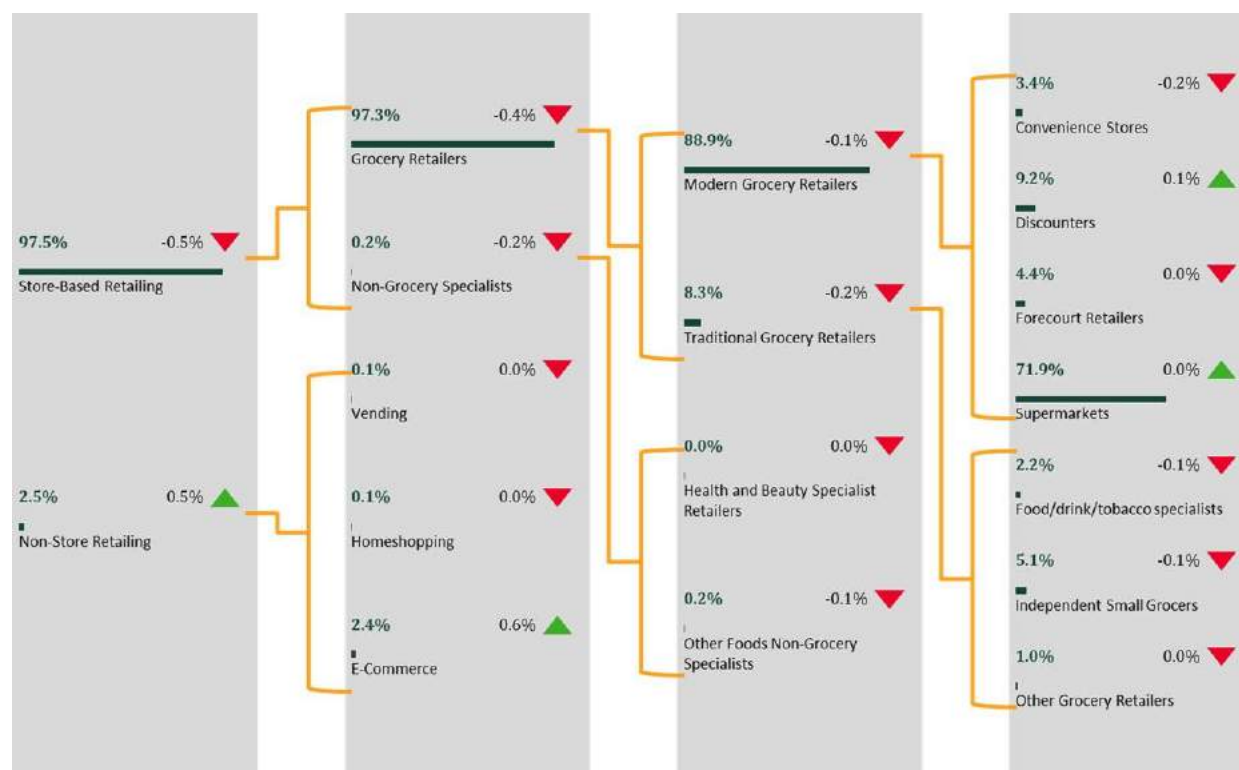 97.5% -0.5%
Store-Based Retailing
2.5% 0.5%
Non-Store Retailing
97.3% -0.4%
Grocery Retailers
0.2% -0.2%
Non-Grocery Specialists
0.1% 0.0%
Vending
0.1% 0.0%
Homeshopping
2.4% 0.6%
E-Commerce
88.9% -0.1%
Modern Grocery Retailers
8.3% -0.2%
Traditional Grocery Retailers
0.0% 0.0%
Health and Beauty Specialist
Retailers
0.2% -0.1%
Other Foods Non-Grocery
Specialists
3.4% -0.2%
Convenience Stores
9.2% 0.1%
Discounters
4.4% 0.0%
Forecourt Retailers
71.9% 0.0%
Supermarkets
2.2% -0.1%
Food/drink/tobacco specialists
5.1% -0.1%
Independent Small Grocers
1.0% 0.0%
Other Grocery Retailers